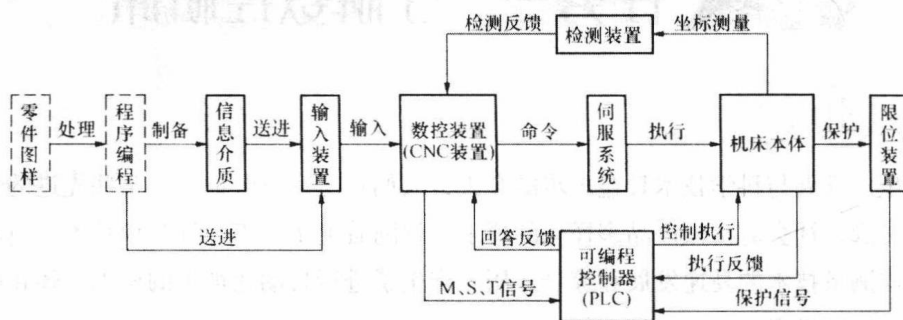 检测反馈
检测装置
坐标测量
零件图样
处理
程序编程
制备
信息介质
送进
输入装置
输入
数控装置
(CNC装置)
命令
伺服系统
执行
机床本体
保护
限位装置
送进
回答反馈
控制执行
可编程
控制器
(PLC)
执行反馈
M、S、T信号
保护信号